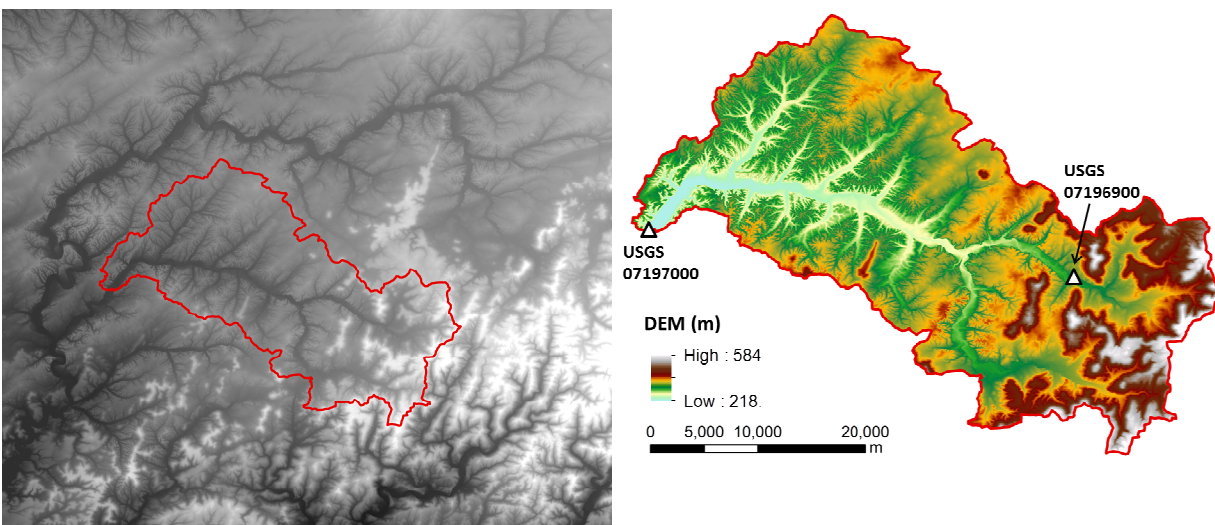 USGS
07196900
USGS
07197000
DEM (m)
High : 584
Low : 218.
0 5,000 10,000 20,000
m